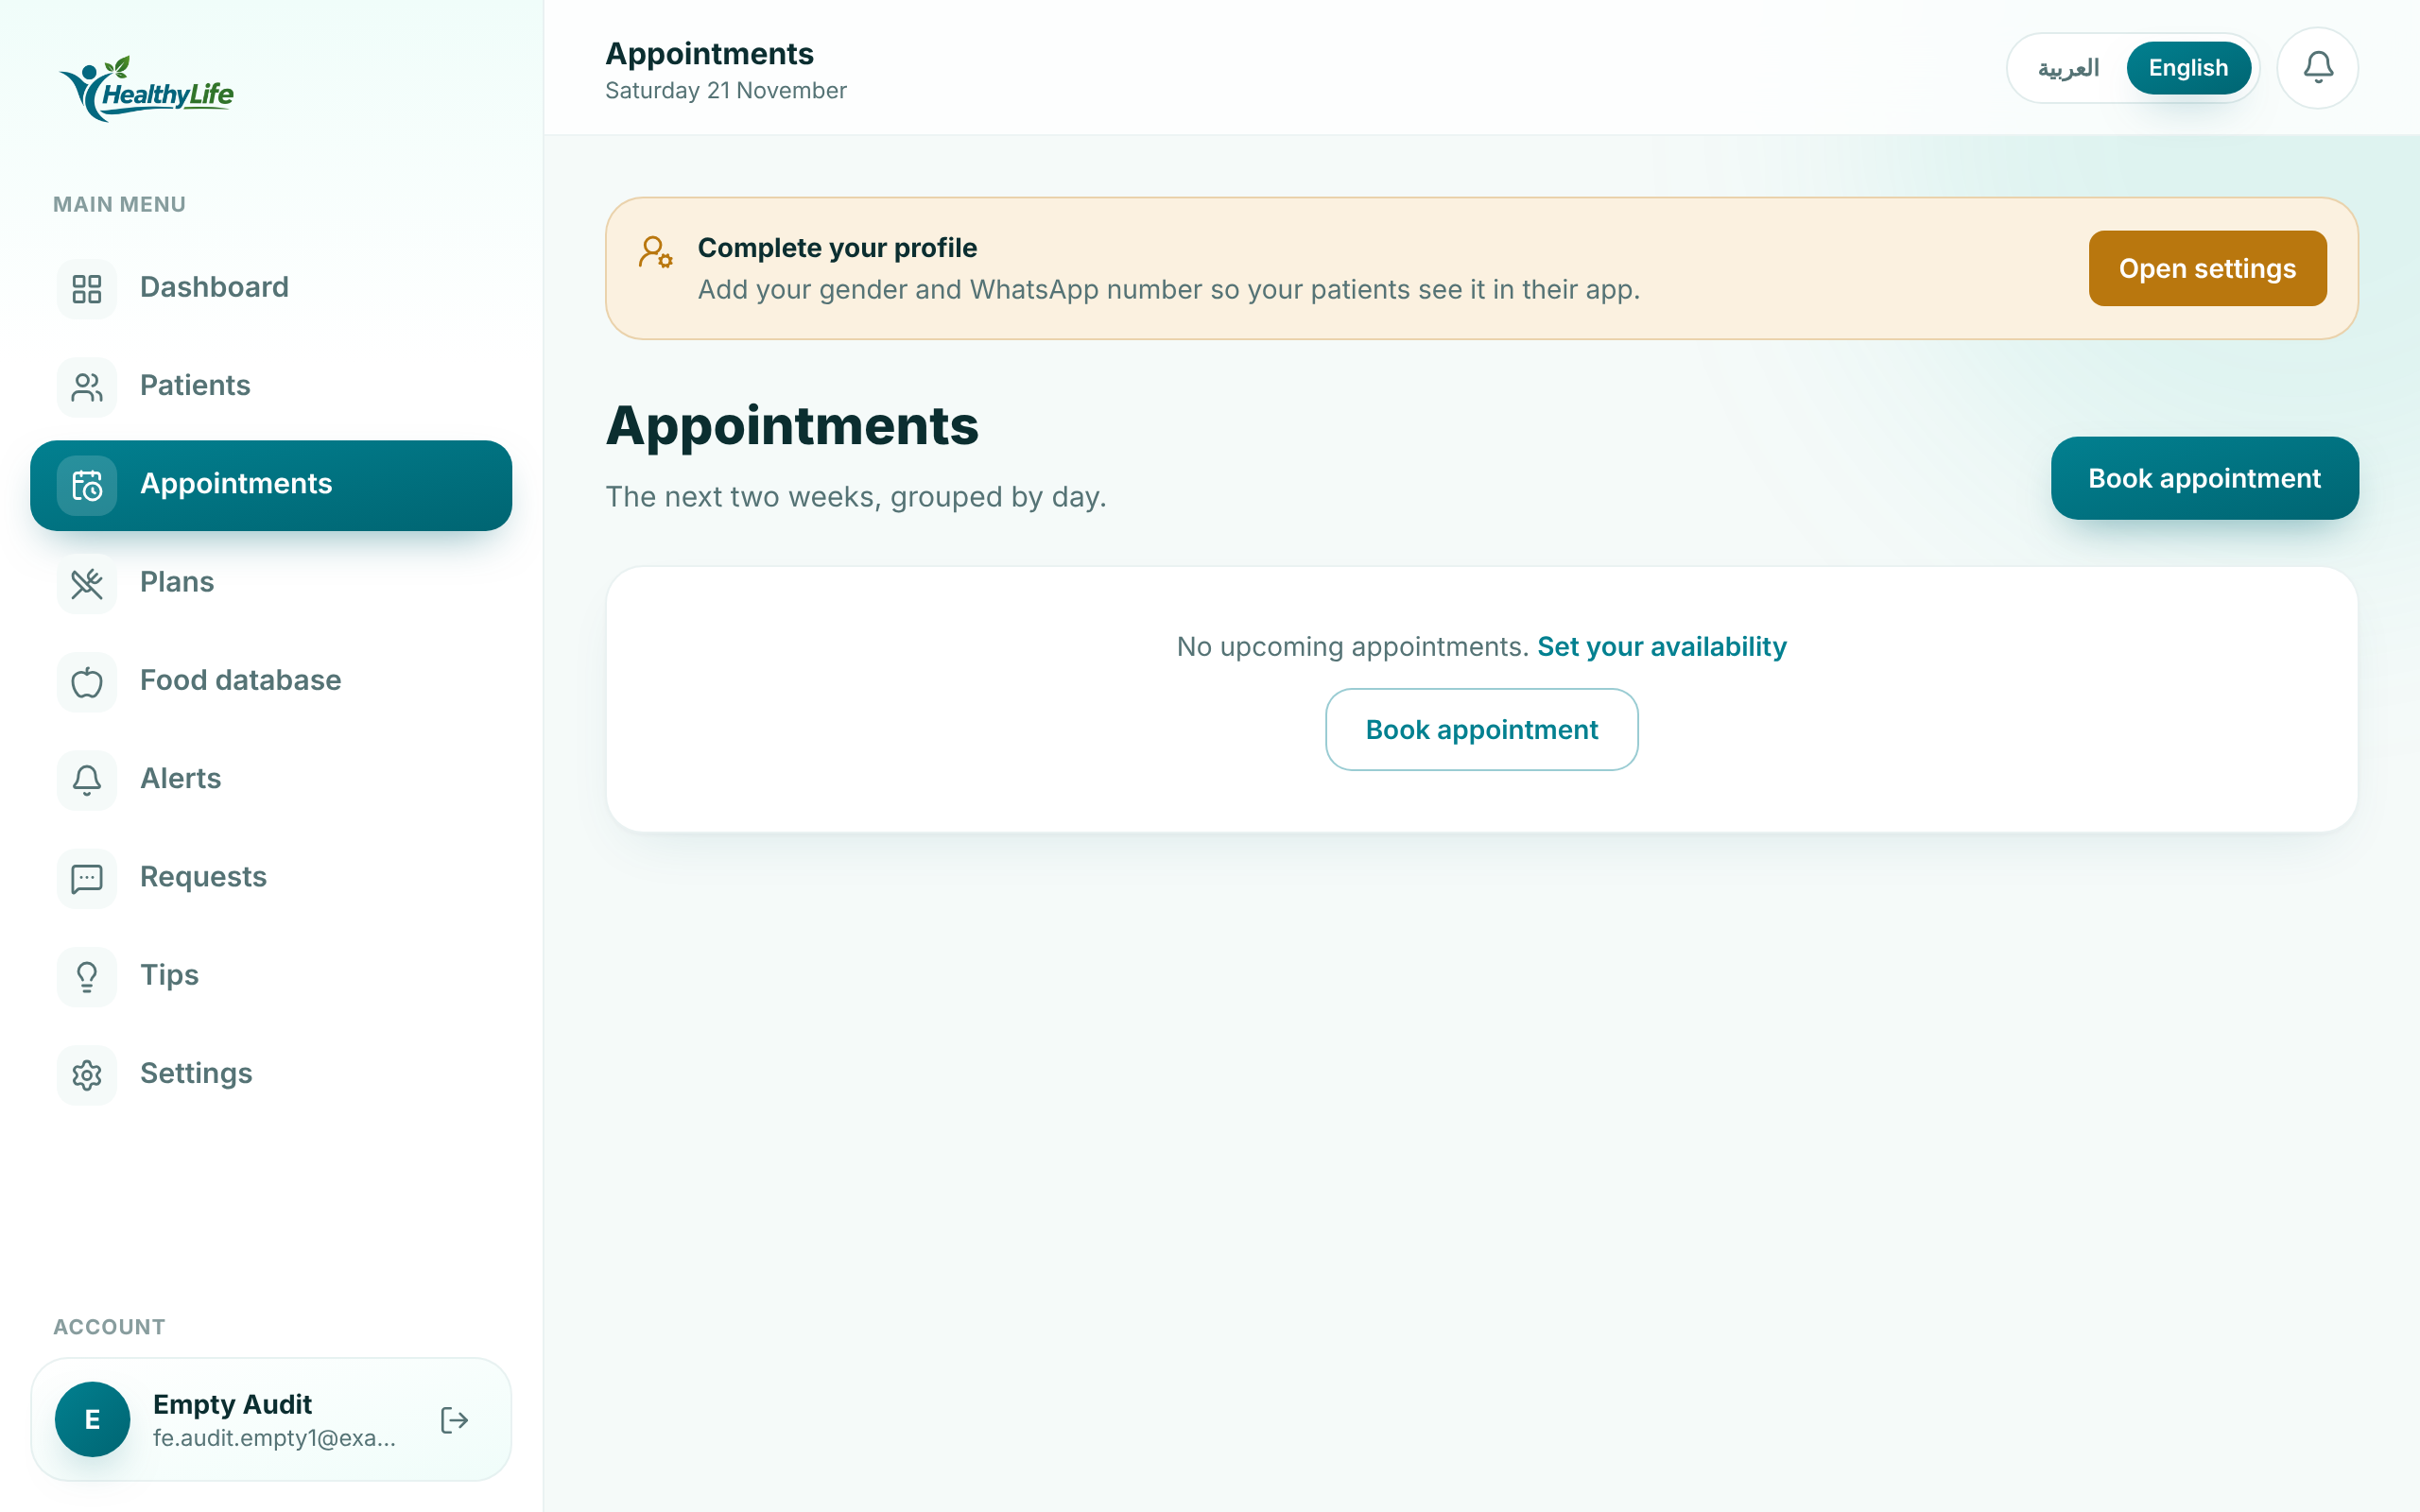 HealthyLife
MAIN MENU
Dashboard
Patients
Appointments
Plans
Food database
Alerts
Requests
Tips
Settings
ACCOUNT
E
Empty Audit
fe.audit.empty1@exa...
Appointments
Saturday 21 November
العربية
English
Complete your profile
Add your gender and WhatsApp number so your patients see it in their app.
Open settings
Appointments
The next two weeks, grouped by day.
Book appointment
No upcoming appointments. Set your availability
Book appointment